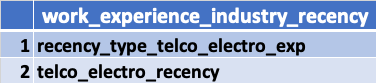 work_experience_industry_recency
1 recency_type_telco_electro_exp
2 telco_electro_recency